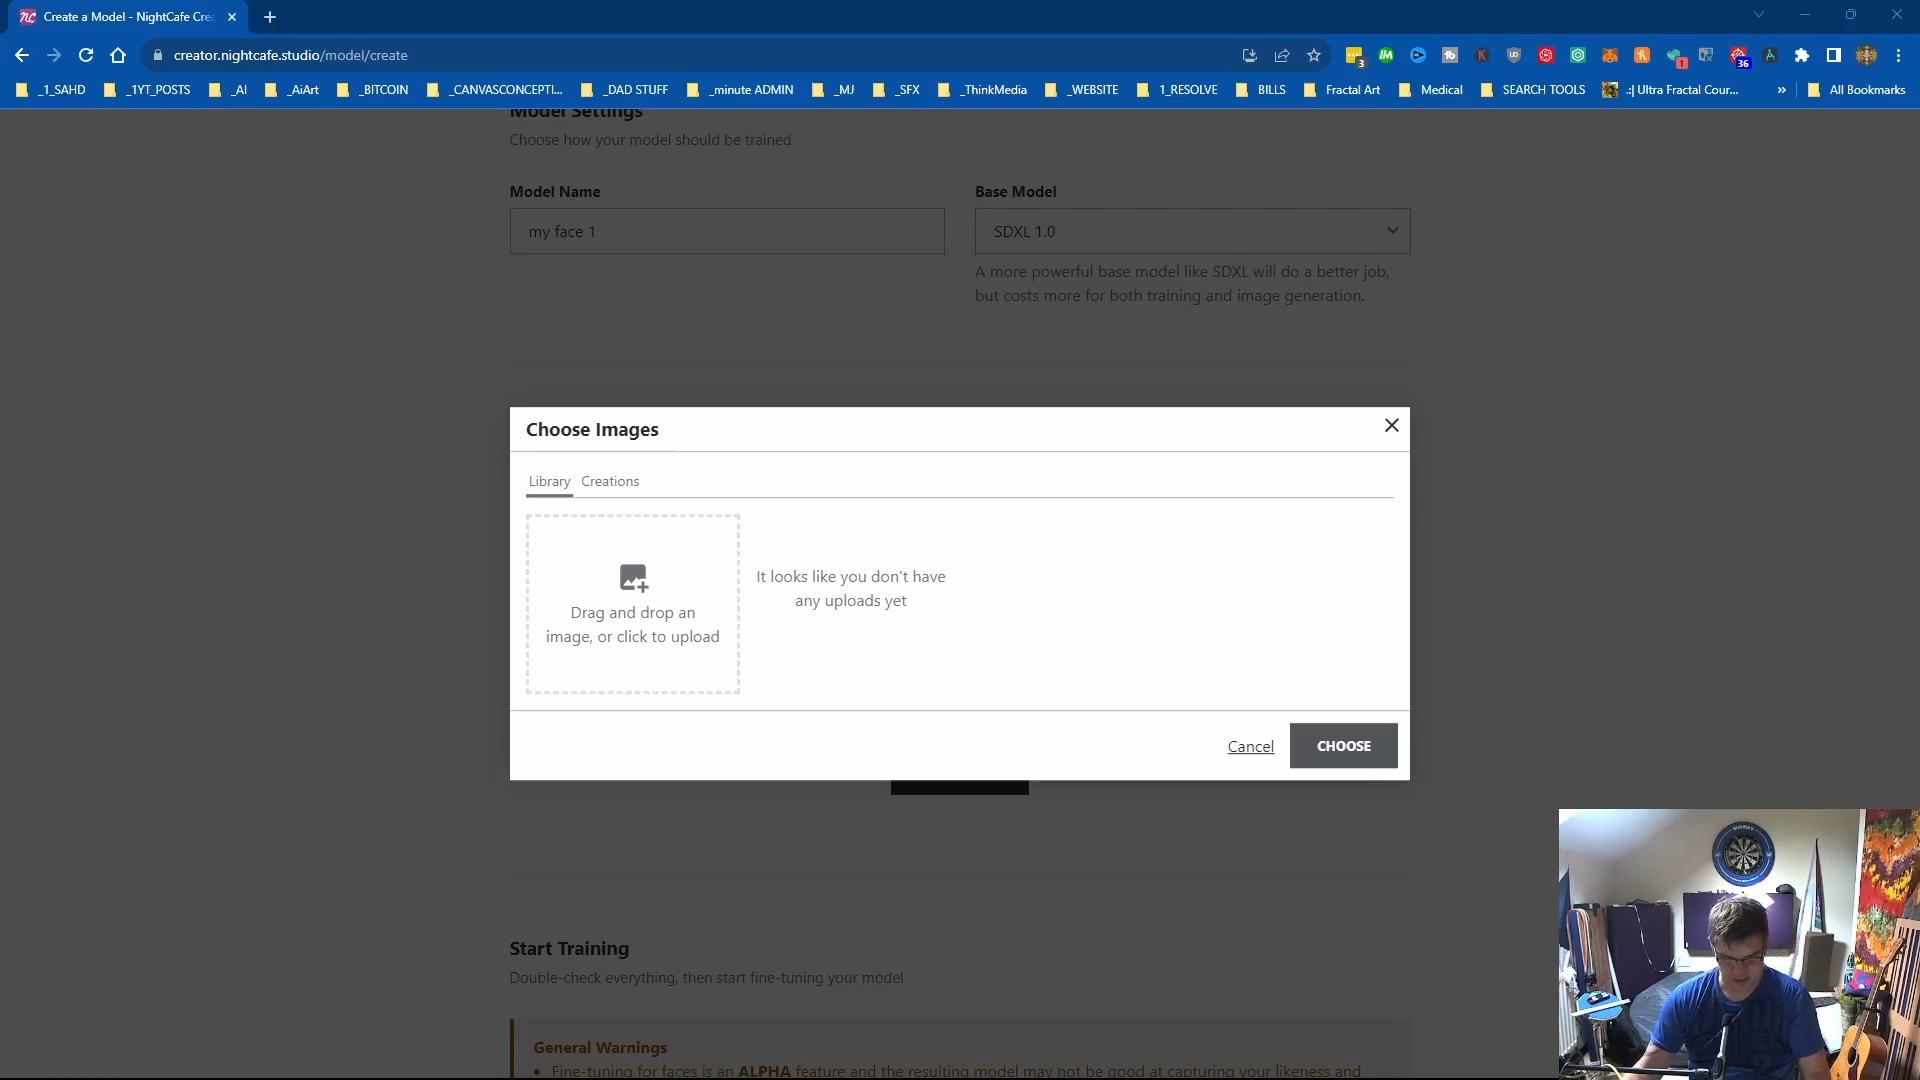 Create a Model - NightCafe Crea
creator.nightcafe.studio/model/create
3
1
36
_1_SAHD
_1YT_POSTS
_AI
_AiArt
_BITCOIN
_CANVASCONCEPTI...
_DAD STUFF
_minute ADMIN
_MJ
_SFX
_ThinkMedia
_WEBSITE
1_RESOLVE
BILLS
Fractal Art
Medical
SEARCH TOOLS
.:| Ultra Fractal Cour...
»
All Bookmarks
Model Settings
Choose how your model should be trained
Model Name
Base Model
my face 1
SDXL 1.0
A more powerful base model like SDXL will do a better job,
but costs more for both training and image generation.
Choose Images
Library
Creations
Drag and drop an
image, or click to upload
It looks like you don't have
any uploads yet
Cancel
CHOOSE
Start Training
Double-check everything, then start fine-tuning your model
General Warnings
Fine-tuning for faces is an ALPHA feature and the resulting model may not be good at capturing your likeness and